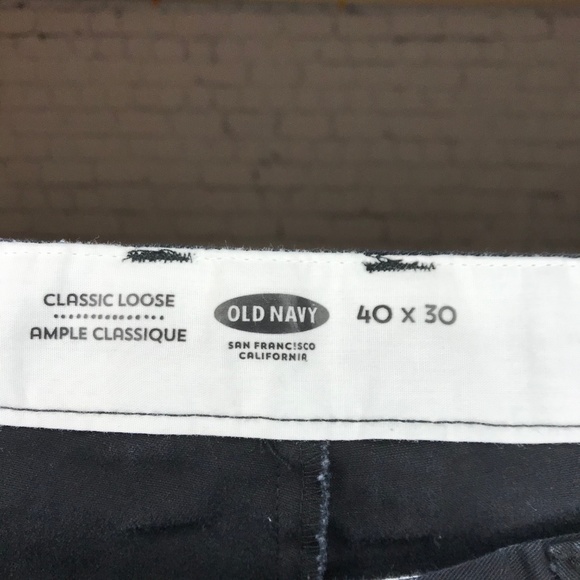 CLASSIC LOOSE
AMPLE CLASSIQUE
OLD NAVY
SAN FRANCISCO
CALIFORNIA
40 X 30